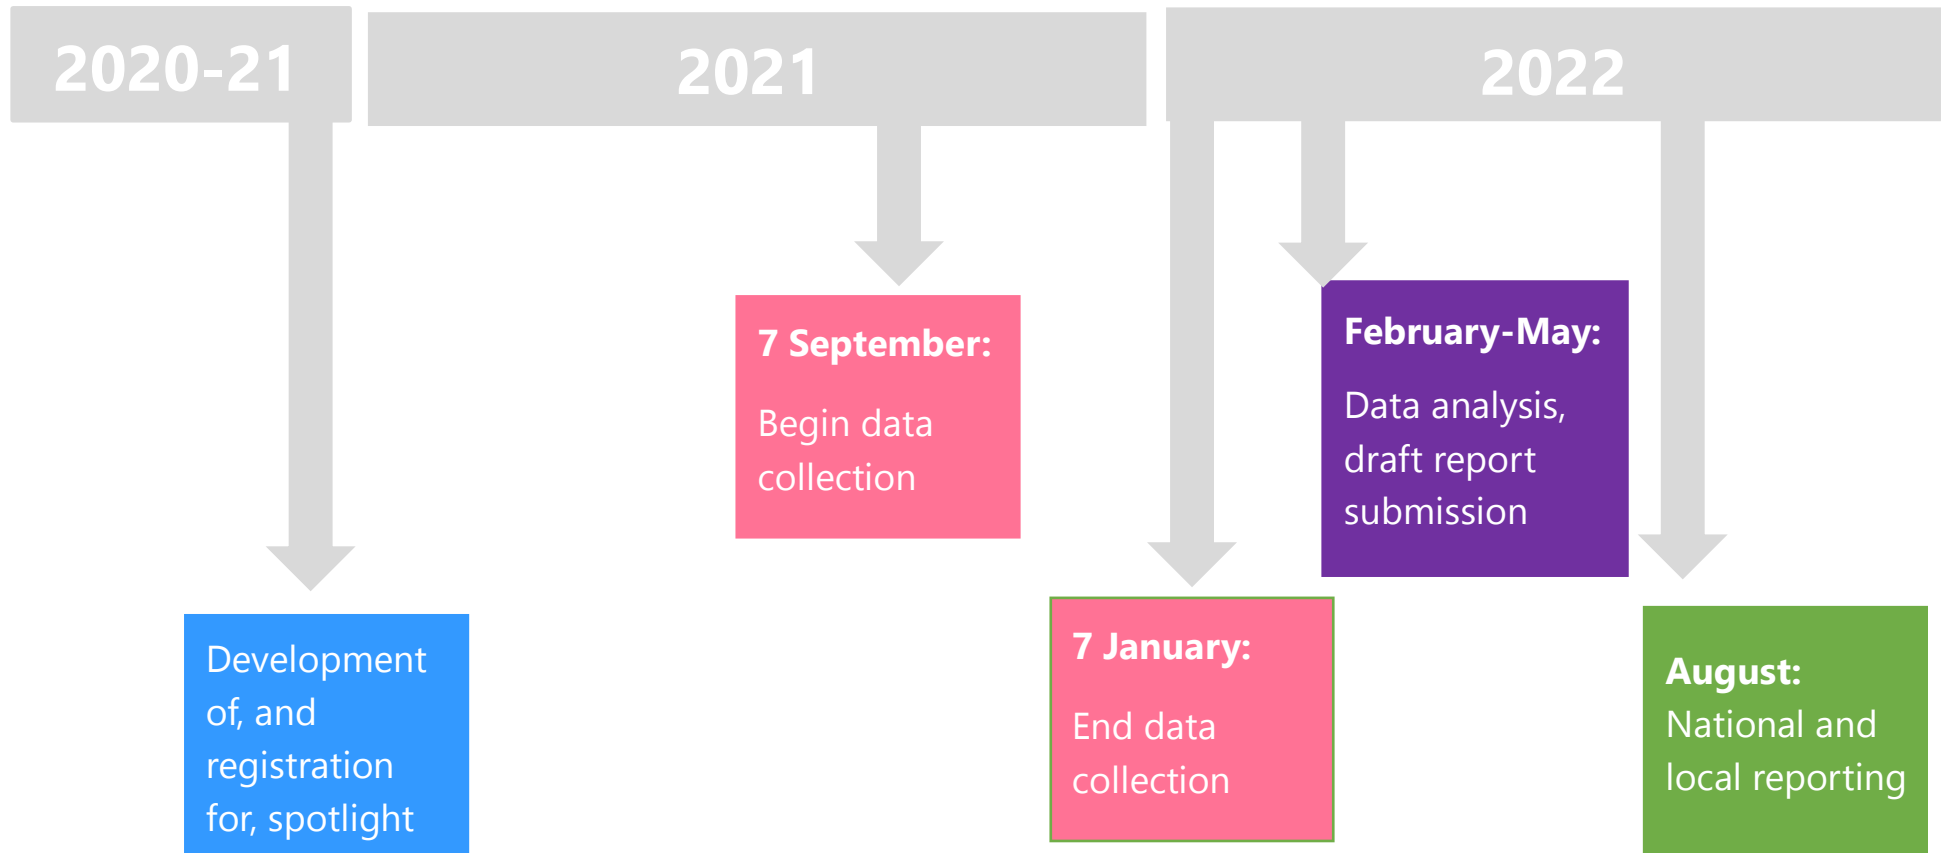 2020-21
2021
2022
7 September:
Begin data
collection
February-May:
Data analysis,
draft report
submission
Development
of, and
registration
for, spotlight
7 January:
End data
collection
August:
National and
local reporting